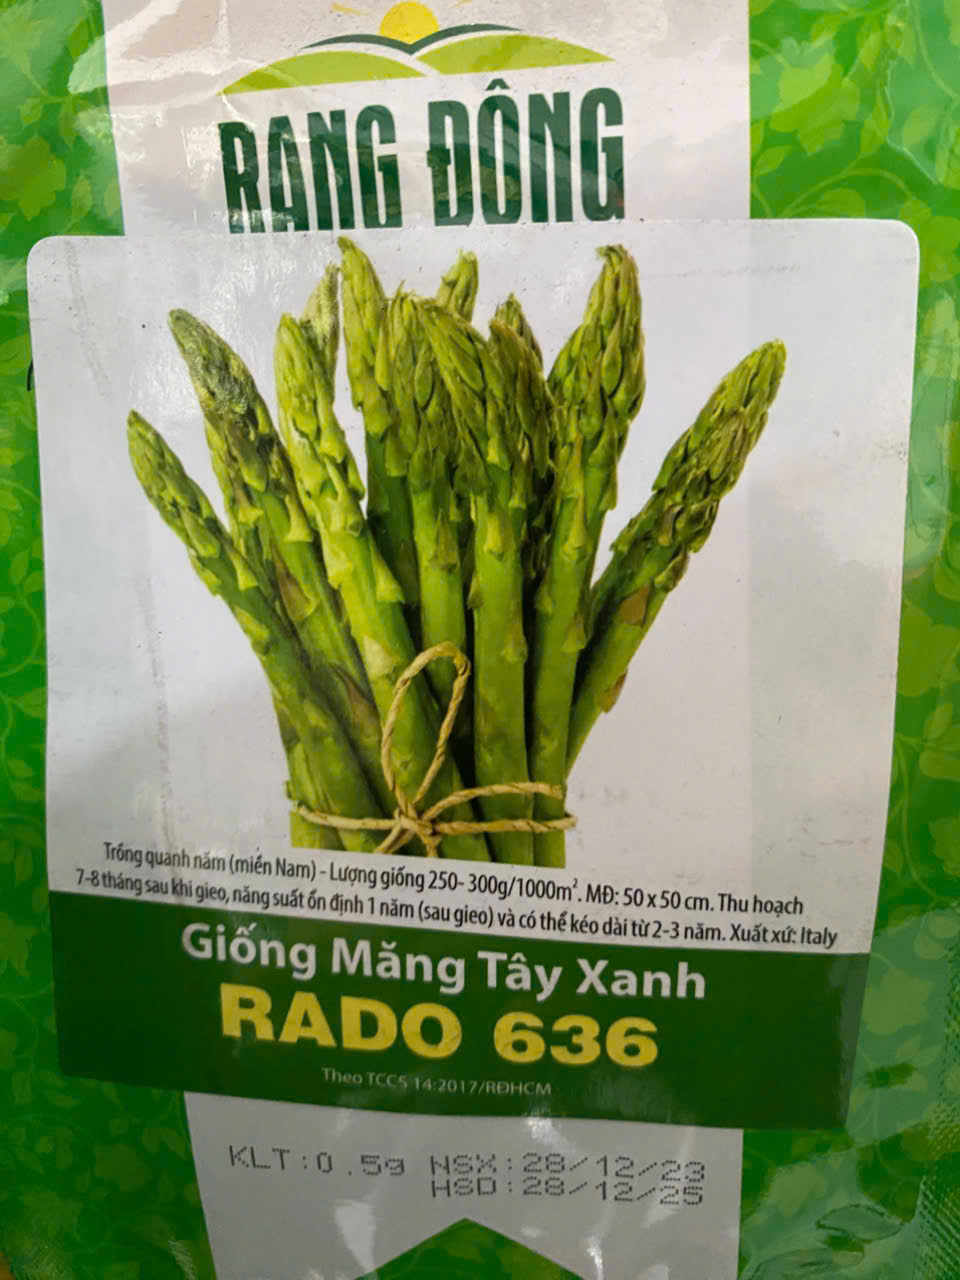 RẠNG ĐÔNG
Trồng quanh năm (miền Nam) - Lượng giống 250- 300g/1000m². MĐ: 50 x 50 cm. Thu hoạch
7-8 tháng sau khi gieo, năng suất ổn định 1 năm (sau gieo) và có thể kéo dài từ 2-3 năm. Xuất xứ: Italy
Giống Măng Tây Xanh
RADO 636
Theo TCCS 14:2017/RĐHCM
KLT:0.5g NSX:28/12/23
HSD:28/12/25